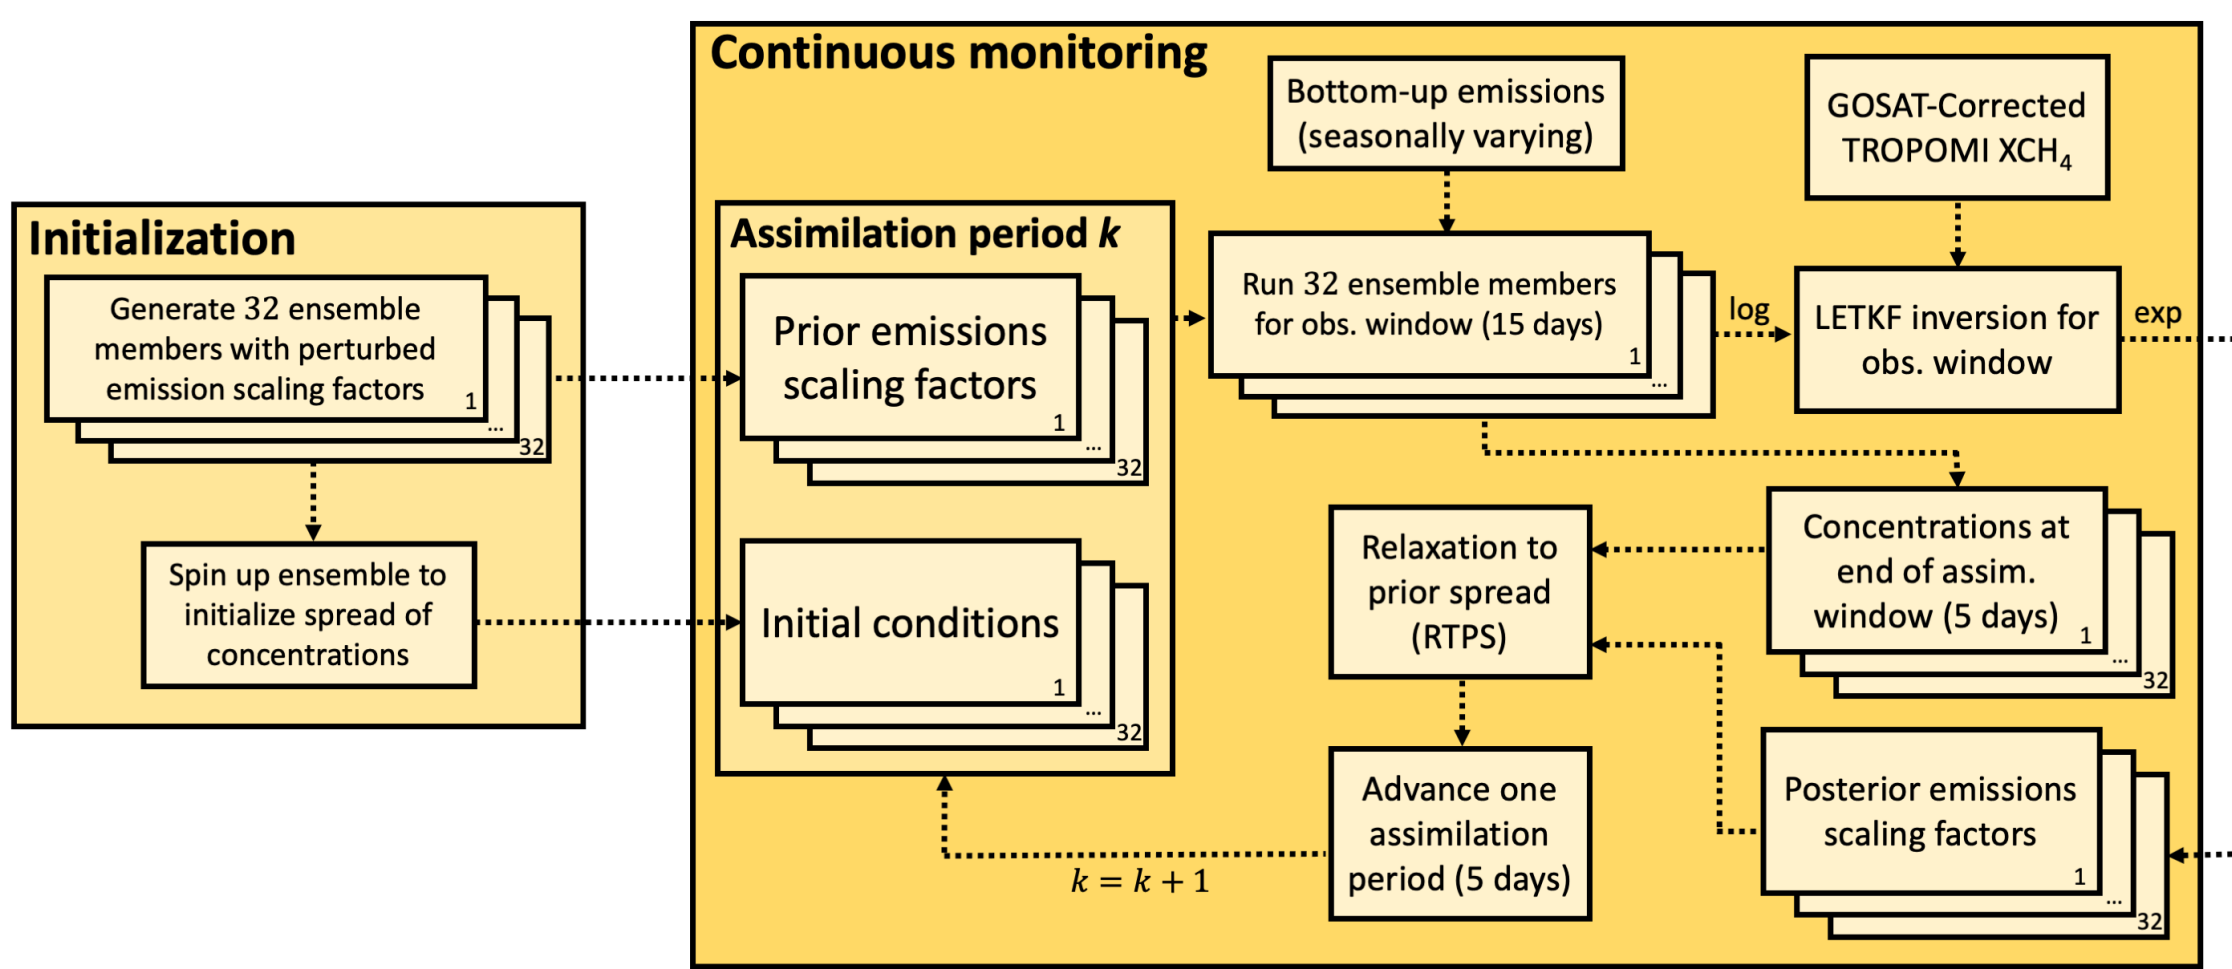 Continuous monitoring
Bottom-up emissions
(seasonally varying)
GOSAT-Corrected
TROPOMI XCH₄
Initialization
Generate 32 ensemble
members with perturbed
emission scaling factors
1
...
32
Spin up ensemble to
initialize spread of
concentrations
Assimilation period k
Prior emissions
scaling factors
1
...
32
Initial conditions
1
...
32
Run 32 ensemble members
for obs. window (15 days)
1
...
log
LETKF inversion for
obs. window
exp
Concentrations at
end of assim.
window (5 days)
1
...
32
Relaxation to
prior spread
(RTPS)
Posterior emissions
scaling factors
1
...
32
Advance one
assimilation
period (5 days)
k = k + 1